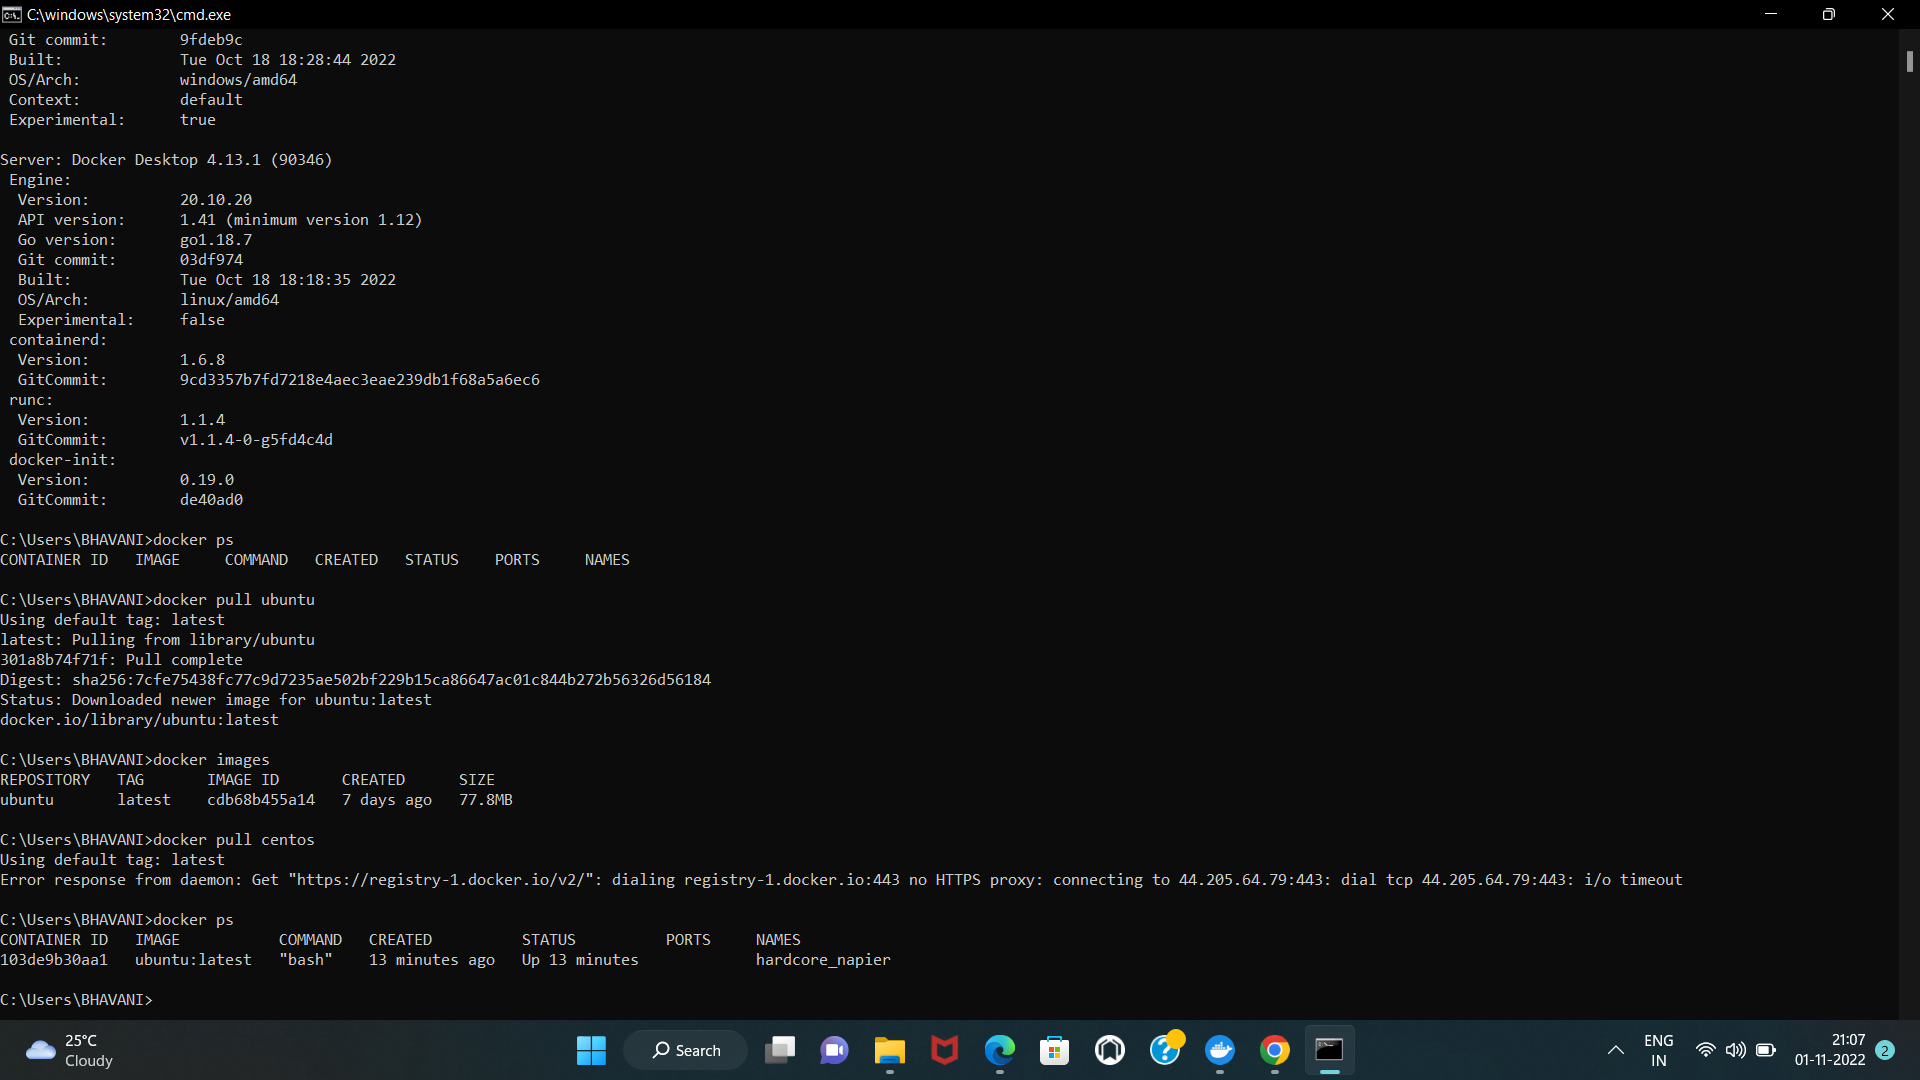 C:\windows\system32\cmd.exe
Git commit: 9fdeb9c
Built: Tue Oct 18 18:28:44 2022
OS/Arch: windows/amd64
Context: default
Experimental: true
Server: Docker Desktop 4.13.1 (90346)
Engine:
Version: 20.10.20
API version: 1.41 (minimum version 1.12)
Go version: go1.18.7
Git commit: 03df974
Built: Tue Oct 18 18:18:35 2022
OS/Arch: linux/amd64
Experimental: false
containerd:
Version: 1.6.8
GitCommit: 9cd3357b7fd7218e4aec3eae239db1f68a5a6ec6
runc:
Version: 1.1.4
GitCommit: v1.1.4-0-g5fd4c4d
docker-init:
Version: 0.19.0
GitCommit: de40ad0
C:\Users\BHAVANI>docker ps
CONTAINER ID IMAGE COMMAND CREATED STATUS PORTS NAMES
C:\Users\BHAVANI>docker pull ubuntu
Using default tag: latest
latest: Pulling from library/ubuntu
301a8b74f71f: Pull complete
Digest: sha256:7cfe75438fc77c9d7235ae502bf229b15ca86647ac01c844b272b56326d56184
Status: Downloaded newer image for ubuntu:latest
docker.io/library/ubuntu:latest
C:\Users\BHAVANI>docker images
REPOSITORY TAG IMAGE ID CREATED SIZE
ubuntu latest cdb68b455a14 7 days ago 77.8MB
C:\Users\BHAVANI>docker pull centos
Using default tag: latest
Error response from daemon: Get "https://registry-1.docker.io/v2/": dialing registry-1.docker.io:443 no HTTPS proxy: connecting to 44.205.64.79:443: dial tcp 44.205.64.79:443: i/o timeout
C:\Users\BHAVANI>docker ps
CONTAINER ID IMAGE COMMAND CREATED STATUS PORTS NAMES
103de9b30aa1 ubuntu:latest "bash" 13 minutes ago Up 13 minutes hardcore_napier
C:\Users\BHAVANI>
25°C
Cloudy
Search
ENG
IN
21:07
01-11-2022
2